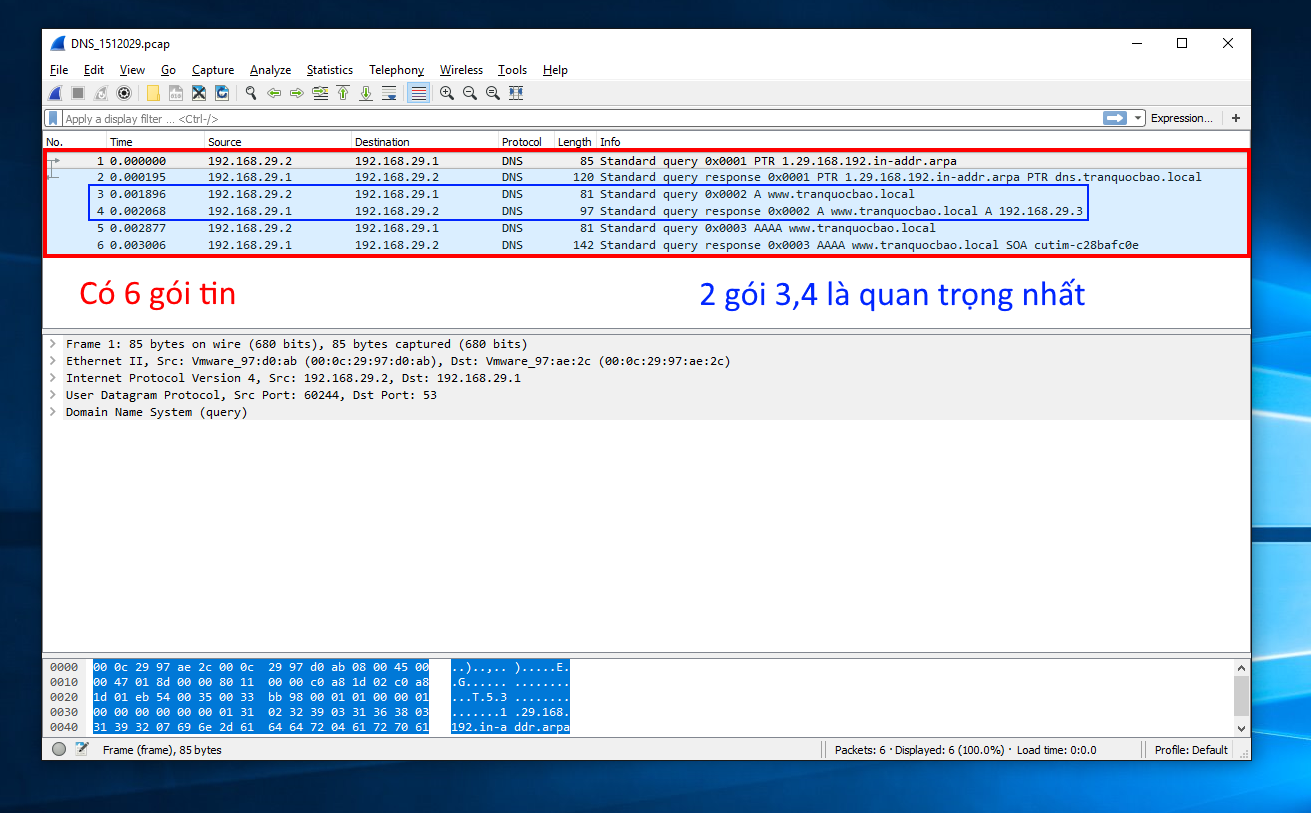 DNS_1512029.pcap
File Edit View Go Capture Analyze Statistics Telephony Wireless Tools Help
Apply a display filter ... <Ctrl-/> Expression... +
No. Time Source Destination Protocol Length Info
1 0.000000 192.168.29.2 192.168.29.1 DNS 85 Standard query 0x0001 PTR 1.29.168.192.in-addr.arpa
2 0.000195 192.168.29.1 192.168.29.2 DNS 120 Standard query response 0x0001 PTR 1.29.168.192.in-addr.arpa PTR dns.tranquocbao.local
3 0.001896 192.168.29.2 192.168.29.1 DNS 81 Standard query 0x0002 A www.tranquocbao.local
4 0.002068 192.168.29.1 192.168.29.2 DNS 97 Standard query response 0x0002 A www.tranquocbao.local A 192.168.29.3
5 0.002877 192.168.29.2 192.168.29.1 DNS 81 Standard query 0x0003 AAAA www.tranquocbao.local
6 0.003006 192.168.29.1 192.168.29.2 DNS 142 Standard query response 0x0003 AAAA www.tranquocbao.local SOA cutim-c28bafc0e
Có 6 gói tin 2 gói 3,4 là quan trọng nhất
Frame 1: 85 bytes on wire (680 bits), 85 bytes captured (680 bits)
Ethernet II, Src: Vmware_97:d0:ab (00:0c:29:97:d0:ab), Dst: Vmware_97:ae:2c (00:0c:29:97:ae:2c)
Internet Protocol Version 4, Src: 192.168.29.2, Dst: 192.168.29.1
User Datagram Protocol, Src Port: 60244, Dst Port: 53
Domain Name System (query)
0000 00 0c 29 97 ae 2c 00 0c 29 97 d0 ab 08 00 45 00 ..)..,.. ).....E.
0010 00 47 01 8d 00 00 80 11 00 00 c0 a8 1d 02 c0 a8 .G...... ........
0020 1d 01 eb 54 00 35 00 33 bb 98 00 01 01 00 00 01 ...T.5.3 ........
0030 00 00 00 00 00 00 01 31 02 32 39 03 31 36 38 03 .......1 .29.168.
0040 31 39 32 07 69 6e 2d 61 64 64 72 04 61 72 70 61 192.in-a ddr.arpa
Frame (frame), 85 bytes Packets: 6 · Displayed: 6 (100.0%) · Load time: 0:0.0 Profile: Default